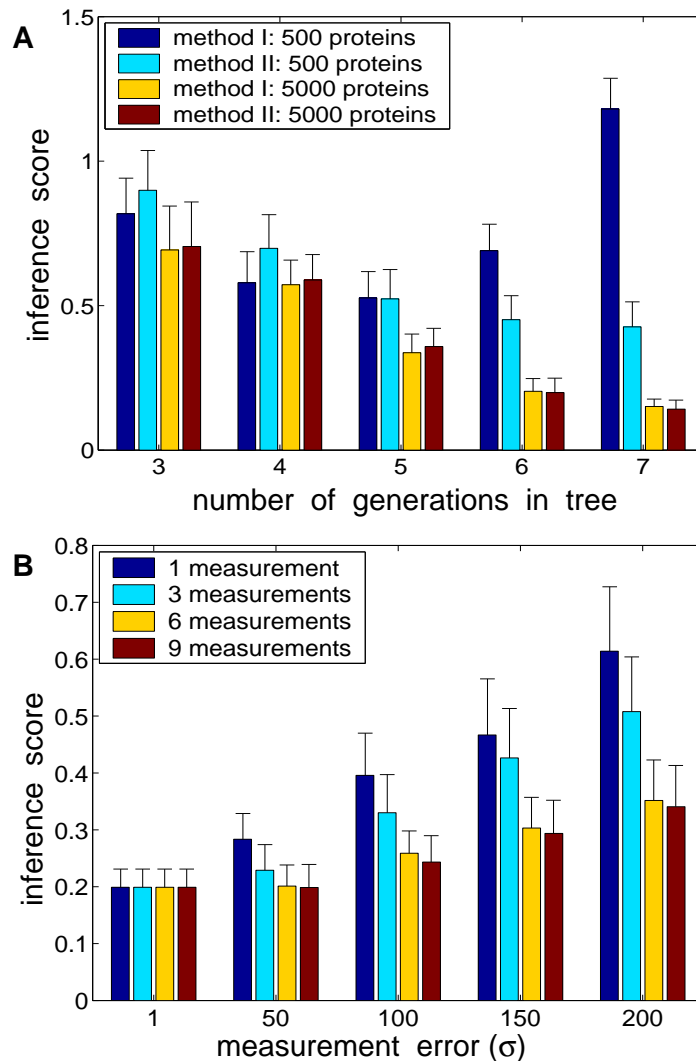 A
1.5
method I: 500 proteins
method II: 500 proteins
method I: 5000 proteins
method II: 5000 proteins
1
0.5
0
inference score
3 4 5 6 7
number of generations in tree
B
0.8
1 measurement
3 measurements
6 measurements
9 measurements
0.7
0.6
0.5
0.4
0.3
0.2
0.1
0
inference score
1 50 100 150 200
measurement error (σ)